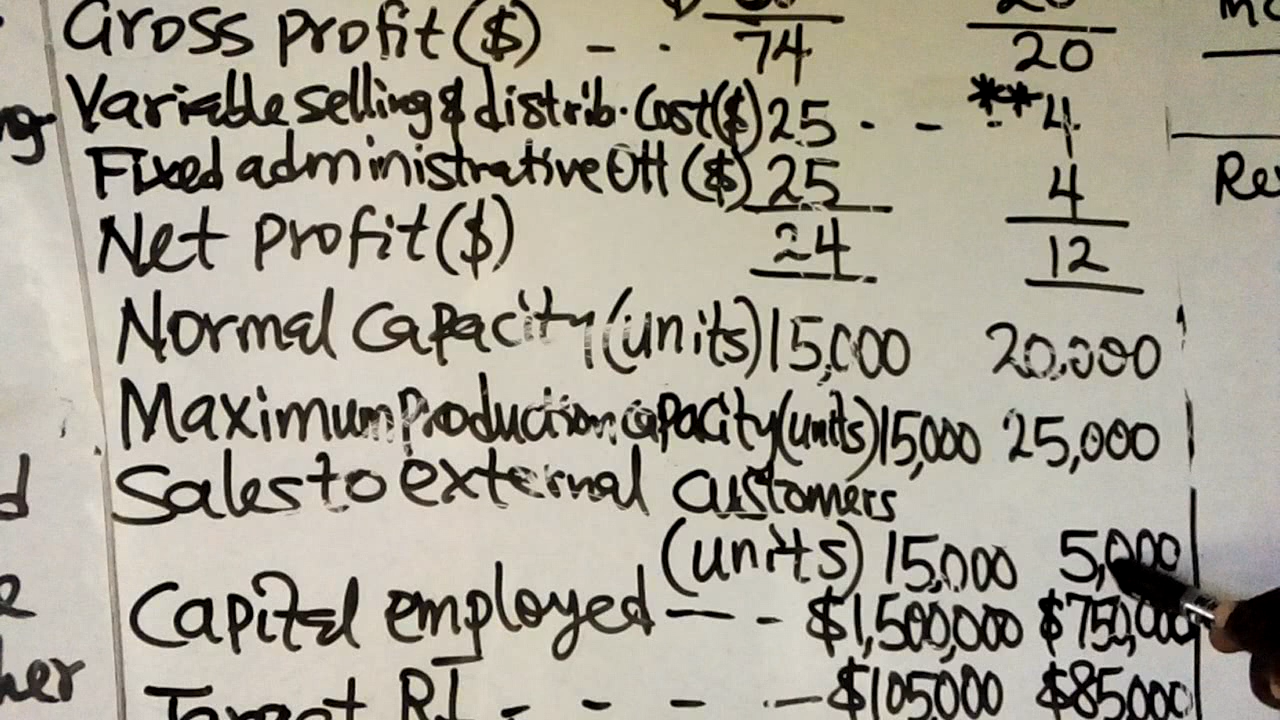 Gross profit ($) - - 74 20
Variable selling & distrib. Cost ($) 25 - - **4
Fixed administrative OH ($) 25 4
Net profit ($) 24 12
Normal Capacity (units) 15,000 20,000
Maximum production capacity (units) 15,000 25,000
Sales to external customers
(units) 15,000 5,000
Capital employed - - $1,500,000 $750,000
Target RI - - - - $105000 $85000